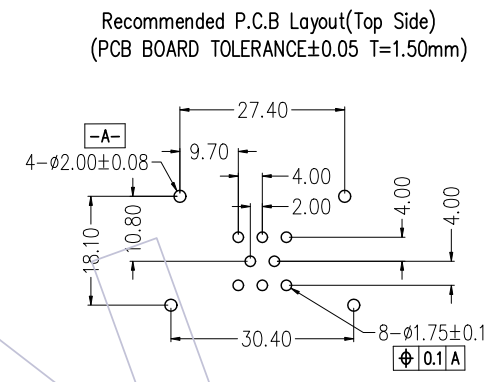 Recommended P.C.B Layout(Top Side)
(PCB BOARD TOLERANCE±0.05 T=1.50mm)
27.40
-A-
9.70
4-ø2.00±0.08
4.00
2.00
4.00
4.00
10.80
18.10
30.40
8-ø1.75±0.1
⌖ 0.1 A